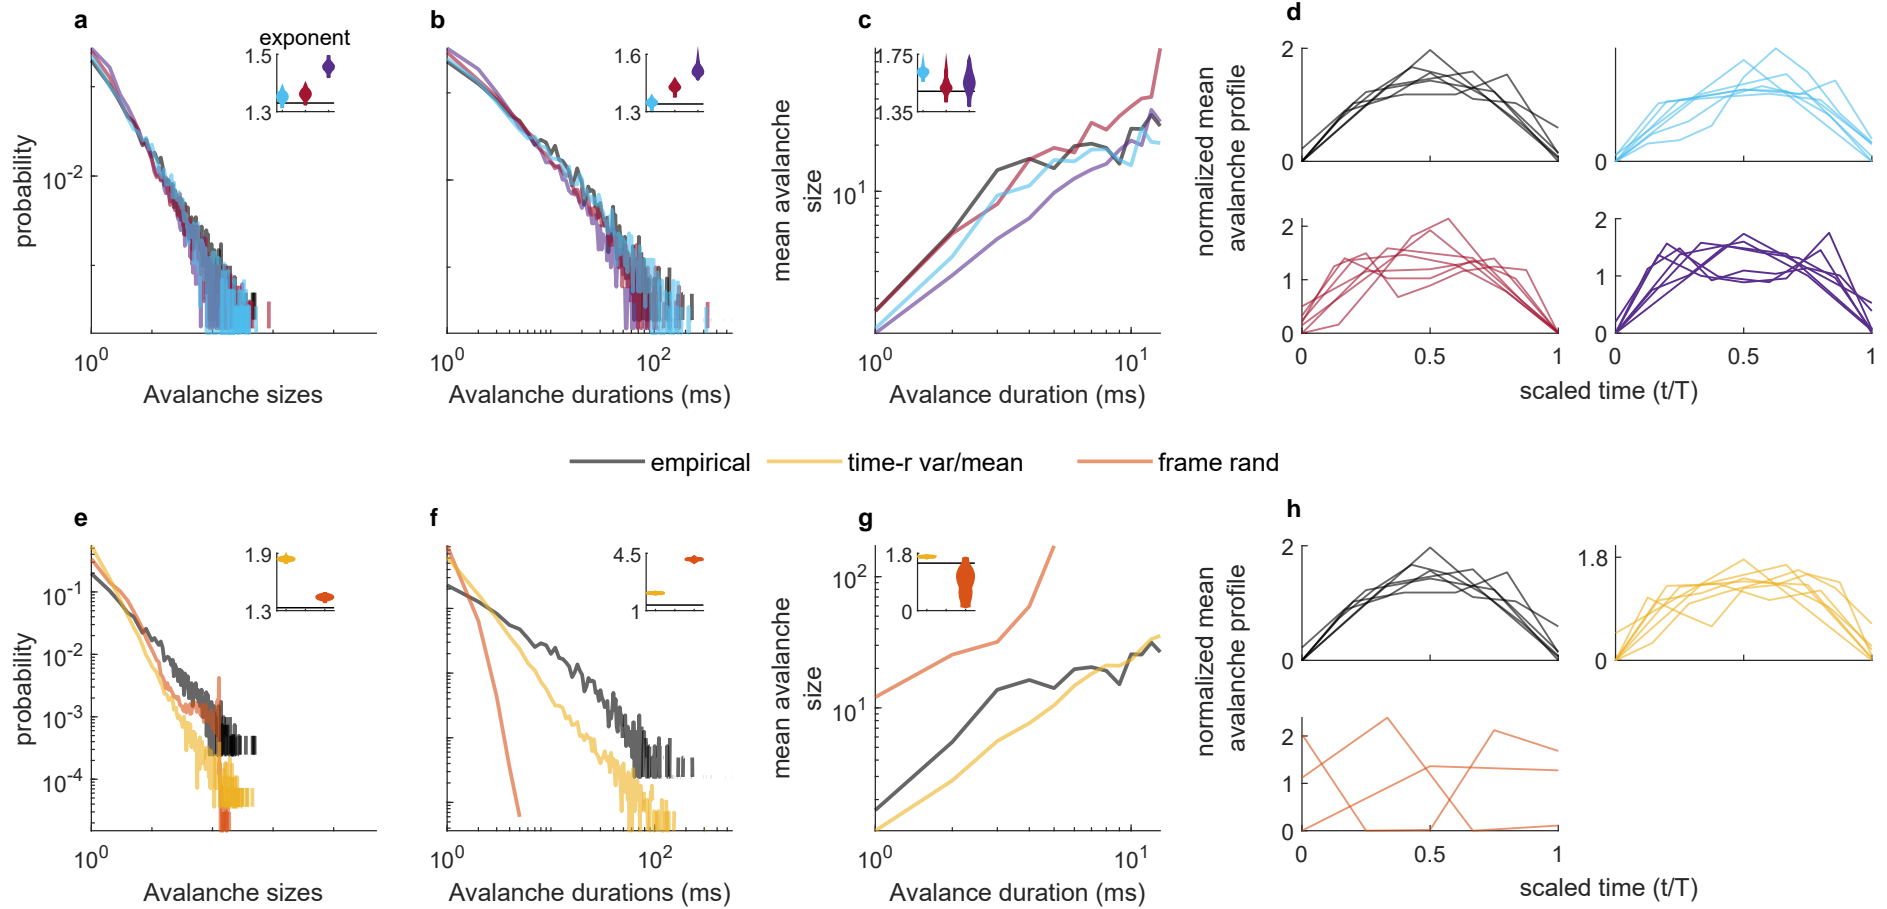 a
b
c
d
exponent
1.5
1.3
probability
10-2
100
Avalanche sizes
1.6
1.3
100
102
Avalanche durations (ms)
1.75
1.35
mean avalanche
size
101
100
101
Avalance duration (ms)
normalized mean
avalanche profile
2
1
0
0
2
1
0
0
0.5
1
2
1
0
0
0.5
1
scaled time (t/T)
empirical
time-r var/mean
frame rand
e
f
g
h
1.9
1.3
probability
10-1
10-2
10-3
10-4
100
Avalanche sizes
4.5
1
100
102
Avalanche durations (ms)
1.8
0
mean avalanche
size
102
101
100
101
Avalance duration (ms)
normalized mean
avalanche profile
2
1
0
1.8
0
2
1
0
0
0.5
1
scaled time (t/T)